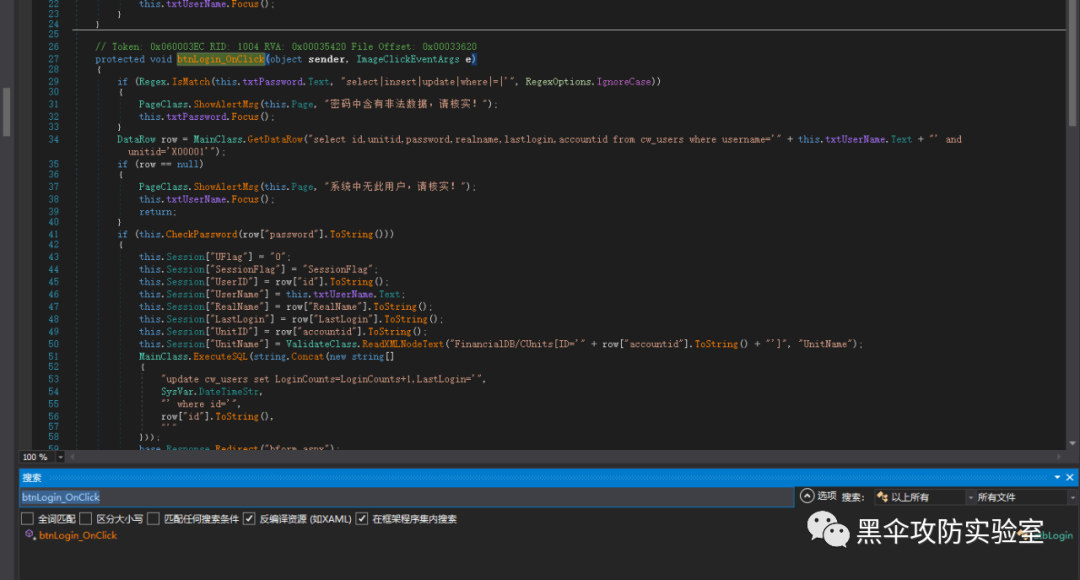 22 this.txtUserName.Focus();
23 }
24 }
25
26 // Token: 0x060003EC RID: 1004 RVA: 0x00035420 File Offset: 0x00033620
27 protected void btnLogin_OnClick(object sender, ImageClickEventArgs e)
28 {
29 if (Regex.IsMatch(this.txtPassword.Text, "select|insert|update|where|=|'", RegexOptions.IgnoreCase))
30 {
31 PageClass.ShowAlertMsg(this.Page, "密码中含有非法数据，请核实！");
32 this.txtPassword.Focus();
33 }
34 DataRow row = MainClass.GetDataRow("select id,unitid,password,realname,lastlogin,accountid from cw_users where username='" + this.txtUserName.Text + "' and
unitid='X00001'");
35 if (row == null)
36 {
37 PageClass.ShowAlertMsg(this.Page, "系统中无此用户，请核实！");
38 this.txtUserName.Focus();
39 return;
40 }
41 if (this.CheckPassword(row["password"].ToString()))
42 {
43 this.Session["UFlag"] = "0";
44 this.Session["SessionFlag"] = "SessionFlag";
45 this.Session["UserID"] = row["id"].ToString();
46 this.Session["UserName"] = this.txtUserName.Text;
47 this.Session["RealName"] = row["RealName"].ToString();
48 this.Session["LastLogin"] = row["LastLogin"].ToString();
49 this.Session["UnitID"] = row["accountid"].ToString();
50 this.Session["UnitName"] = ValidateClass.ReadXMLNodeText("FinancialDB/CUnits[ID='" + row["accountid"].ToString() + "']", "UnitName");
51 MainClass.ExecuteSQL(string.Concat(new string[]
52 {
53 "update cw_users set LoginCounts=LoginCounts+1,LastLogin='",
54 SysVar.DateTimeStr,
55 "' where id='",
56 row["id"].ToString(),
57 "'"
58 }));
59 base.Response.Redirect("bform.aspx");
100 %
搜索
btnLogin_OnClick
选项 搜索: 以上所有 所有文件
全词匹配 区分大小写 匹配任何搜索条件 反编译资源 (如XAML) 在框架程序集内搜索
btnLogin_OnClick
黑伞攻防实验室
Login